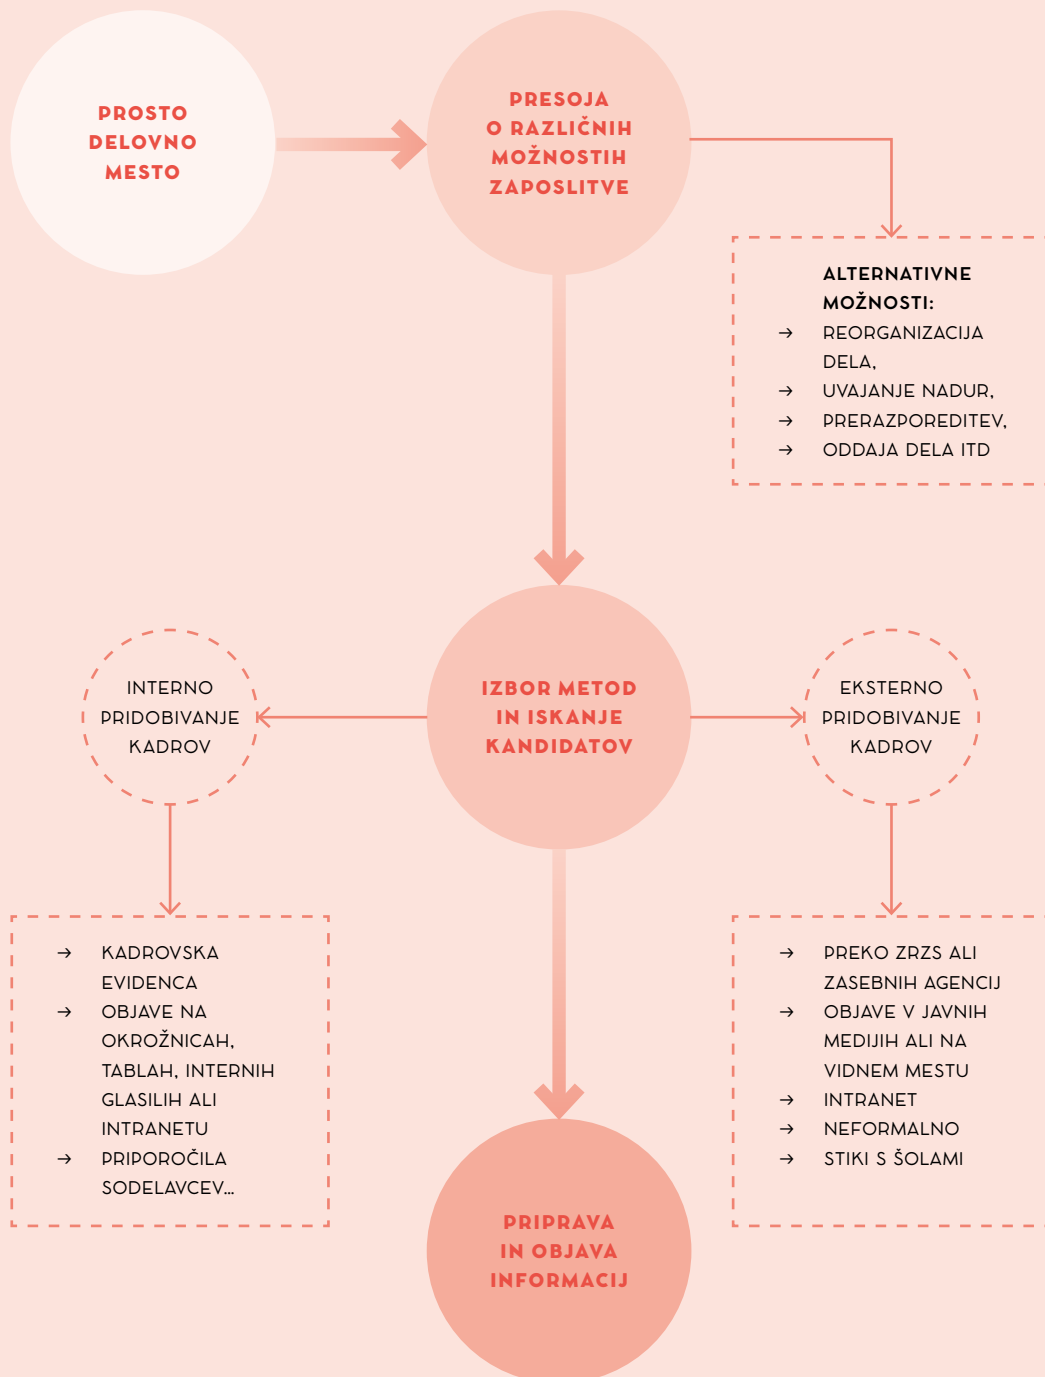 PROSTO
DELOVNO
MESTO
PRESOJA
O RAZLIČNIH
MOŽNOSTIH
ZAPOSLITVE
ALTERNATIVNE
MOŽNOSTI:
→ REORGANIZACIJA
DELA,
→ UVAJANJE NADUR,
→ PRERAZPOREDITEV,
→ ODDAJA DELA ITD
IZBOR METOD
IN ISKANJE
KANDIDATOV
INTERNO
PRIDOBIVANJE
KADROV
EKSTERNO
PRIDOBIVANJE
KADROV
→ KADROVSKA
EVIDENCA
→ OBJAVE NA
OKROŽNICAH,
TABLAH, INTERNIH
GLASILIH ALI
INTRANETU
→ PRIPOROČILA
SODELAVCEV...
→ PREKO ZRZS ALI
ZASEBNIH AGENCIJ
→ OBJAVE V JAVNIH
MEDIJIH ALI NA
VIDNEM MESTU
→ INTRANET
→ NEFORMALNO
→ STIKI S ŠOLAMI
PRIPRAVA
IN OBJAVA
INFORMACIJ